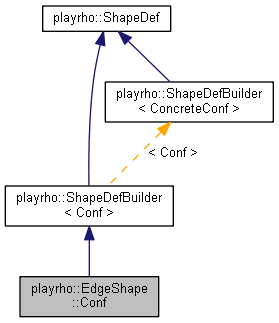 playrho::ShapeDef
playrho::ShapeDefBuilder
< ConcreteConf >
< Conf >
playrho::ShapeDefBuilder
< Conf >
playrho::EdgeShape
::Conf